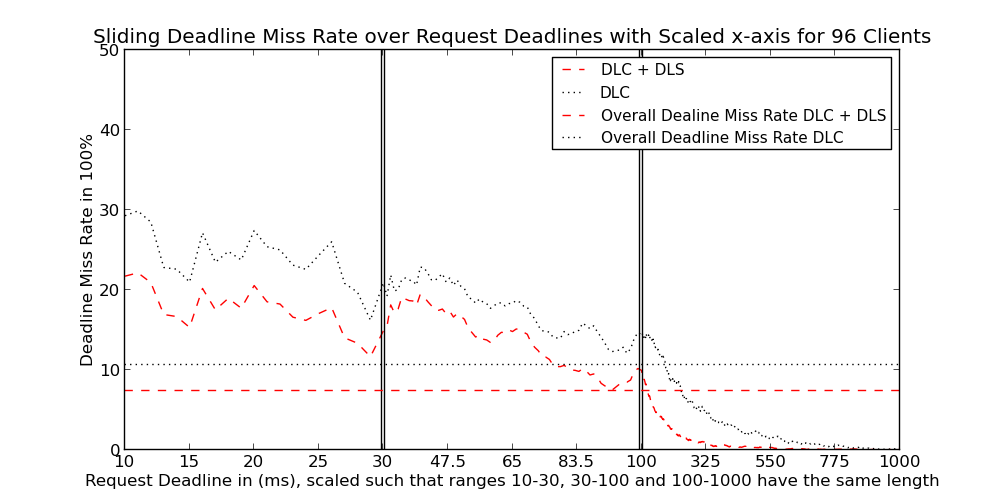 Sliding Deadline Miss Rate over Request Deadlines with Scaled x-axis for 96 Clients
50
40
30
20
10
0
Deadline Miss Rate in 100%
DLC + DLS
DLC
Overall Dealine Miss Rate DLC + DLS
Overall Deadline Miss Rate DLC
10 15 20 25 30 47.5 65 83.5 100 325 550 775 1000
Request Deadline in (ms), scaled such that ranges 10-30, 30-100 and 100-1000 have the same length